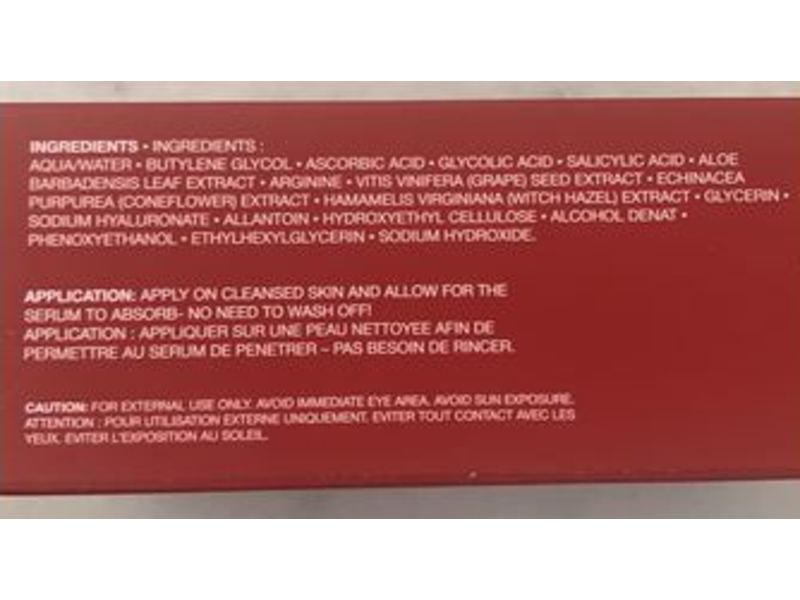 INGREDIENTS • INGREDIENTS :
AQUA/WATER • BUTYLENE GLYCOL • ASCORBIC ACID • GLYCOLIC ACID • SALICYLIC ACID • ALOE
BARBADENSIS LEAF EXTRACT • ARGININE • VITIS VINIFERA (GRAPE) SEED EXTRACT • ECHINACEA
PURPUREA (CONEFLOWER) EXTRACT • HAMAMELIS VIRGINIANA (WITCH HAZEL) EXTRACT • GLYCERIN •
SODIUM HYALURONATE • ALLANTOIN • HYDROXYETHYL CELLULOSE • ALCOHOL DENAT •
PHENOXYETHANOL • ETHYLHEXYLGLYCERIN • SODIUM HYDROXIDE.
APPLICATION: APPLY ON CLEANSED SKIN AND ALLOW FOR THE
SERUM TO ABSORB- NO NEED TO WASH OFF!
APPLICATION : APPLIQUER SUR UNE PEAU NETTOYEE AFIN DE
PERMETTRE AU SERUM DE PENETRER – PAS BESOIN DE RINCER.
CAUTION: FOR EXTERNAL USE ONLY. AVOID IMMEDIATE EYE AREA. AVOID SUN EXPOSURE.
ATTENTION : POUR UTILISATION EXTERNE UNIQUEMENT. EVITER TOUT CONTACT AVEC LES
YEUX. EVITER L'EXPOSITION AU SOLEIL.